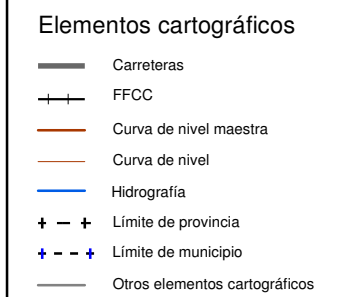 Elementos cartográficos
Carreteras
FFCC
Curva de nivel maestra
Curva de nivel
Hidrografía
Límite de provincia
Límite de municipio
Otros elementos cartográficos